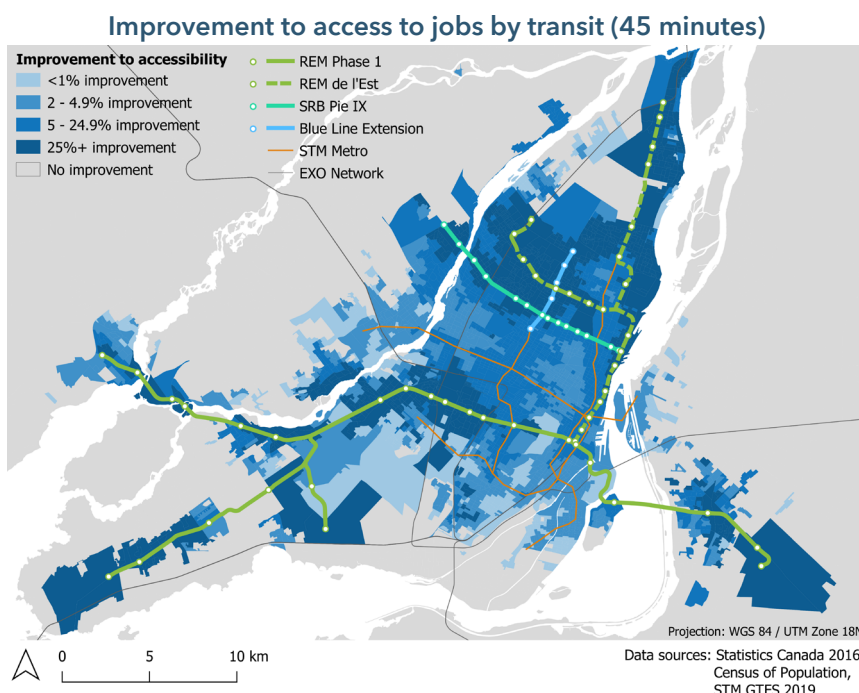 Improvement to access to jobs by transit (45 minutes)
Improvement to accessibility
<1% improvement
2 - 4.9% improvement
5 - 24.9% improvement
25%+ improvement
No improvement
REM Phase 1
REM de l'Est
SRB Pie IX
Blue Line Extension
STM Metro
EXO Network
Projection: WGS 84 / UTM Zone 18N
0 5 10 km
Data sources: Statistics Canada 2016
Census of Population,
STM GTFS 2019